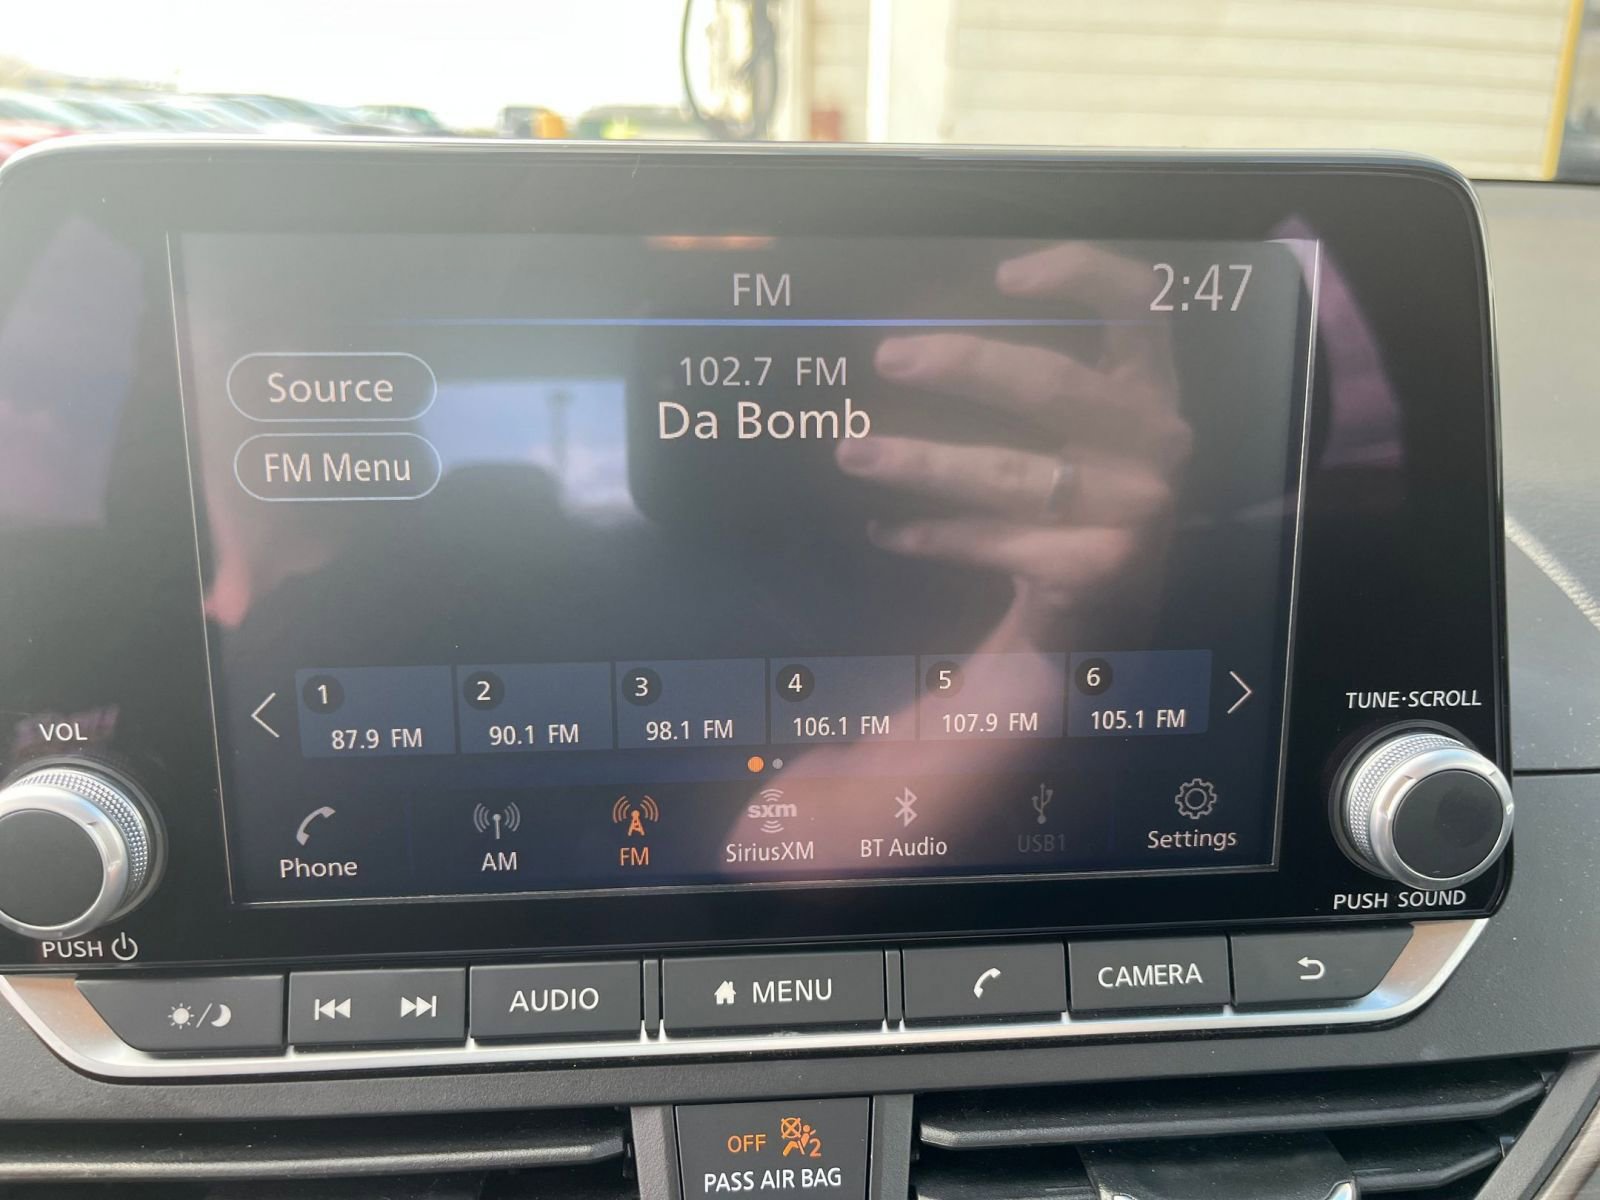 FM
2:47
Source
102.7 FM
Da Bomb
FM Menu
1
87.9 FM
2
90.1 FM
3
98.1 FM
4
106.1 FM
5
107.9 FM
6
105.1 FM
VOL
TUNE·SCROLL
Phone
AM
FM
sxm
SiriusXM
BT Audio
USB1
Settings
PUSH
PUSH SOUND
AUDIO
MENU
CAMERA
OFF
2
PASS AIR BAG